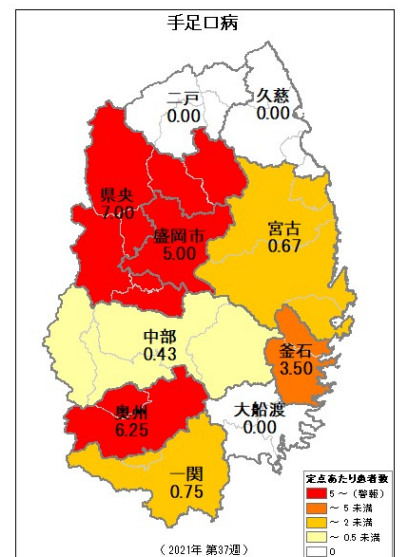 手足口病
二戸
0.00
久慈
0.00
県央
7.00
盛岡市
5.00
宮古
0.67
中部
0.43
釜石
3.50
奥州
6.25
大船渡
0.00
一関
0.75
定点あたり患者数
5 ～ (警報)
～ 5 未満
～ 2 未満
～ 0.5 未満
0
( 2021年 第37週 )